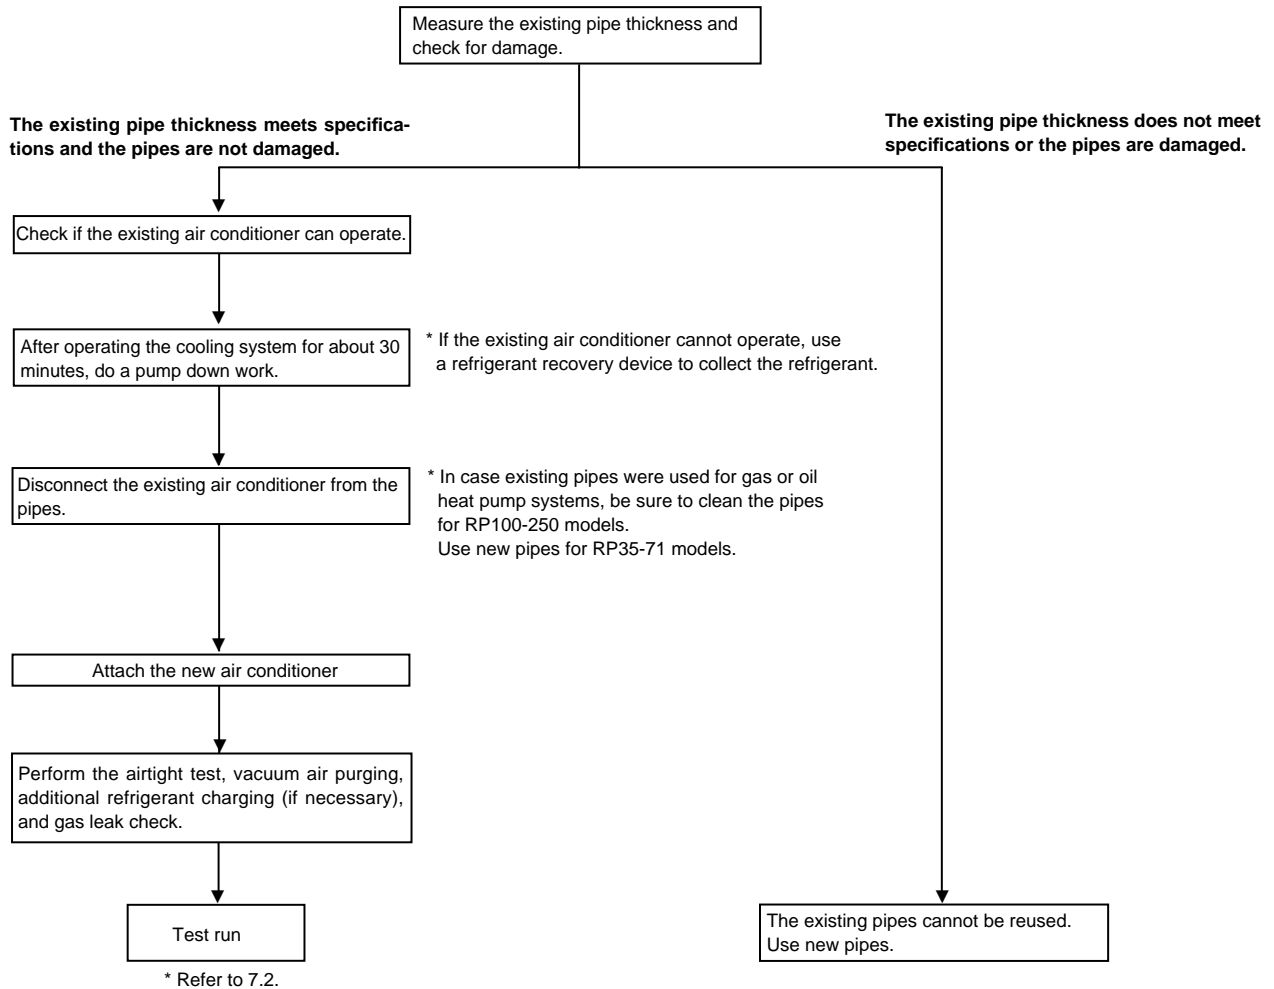 Measure the existing pipe thickness and
check for damage.
The existing pipe thickness meets specifica-
tions and the pipes are not damaged.
The existing pipe thickness does not meet
specifications or the pipes are damaged.
Check if the existing air conditioner can operate.
After operating the cooling system for about 30
minutes, do a pump down work.
* If the existing air conditioner cannot operate, use
a refrigerant recovery device to collect the refrigerant.
Disconnect the existing air conditioner from the
pipes.
* In case existing pipes were used for gas or oil
heat pump systems, be sure to clean the pipes
for RP100-250 models.
Use new pipes for RP35-71 models.
Attach the new air conditioner
Perform the airtight test, vacuum air purging,
additional refrigerant charging (if necessary),
and gas leak check.
Test run
* Refer to 7.2.
The existing pipes cannot be reused.
Use new pipes.